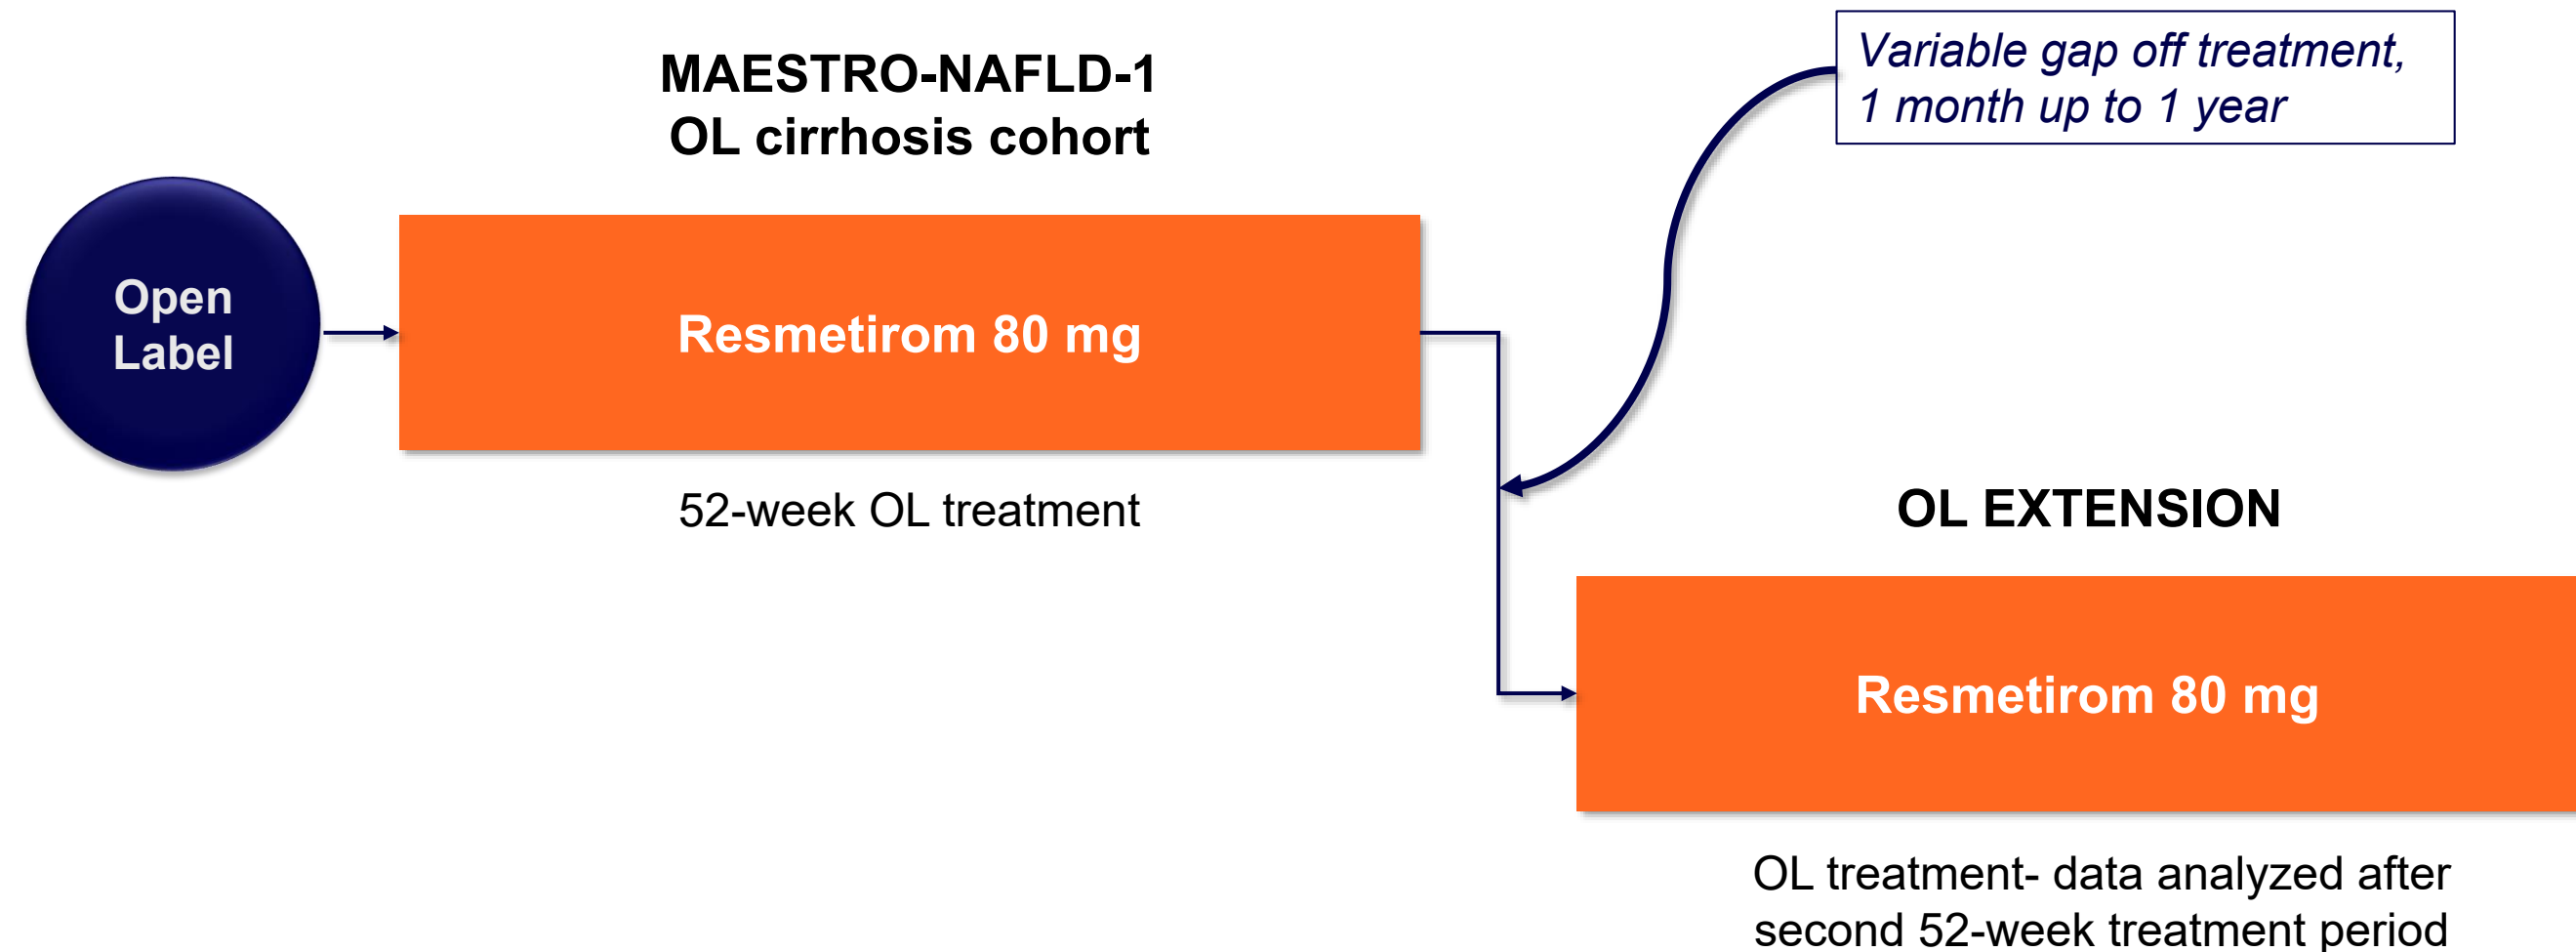 MAESTRO-NAFLD-1
OL cirrhosis cohort
Variable gap off treatment,
1 month up to 1 year
Open
Label
Resmetirom 80 mg
52-week OL treatment
OL EXTENSION
Resmetirom 80 mg
OL treatment- data analyzed after
second 52-week treatment period